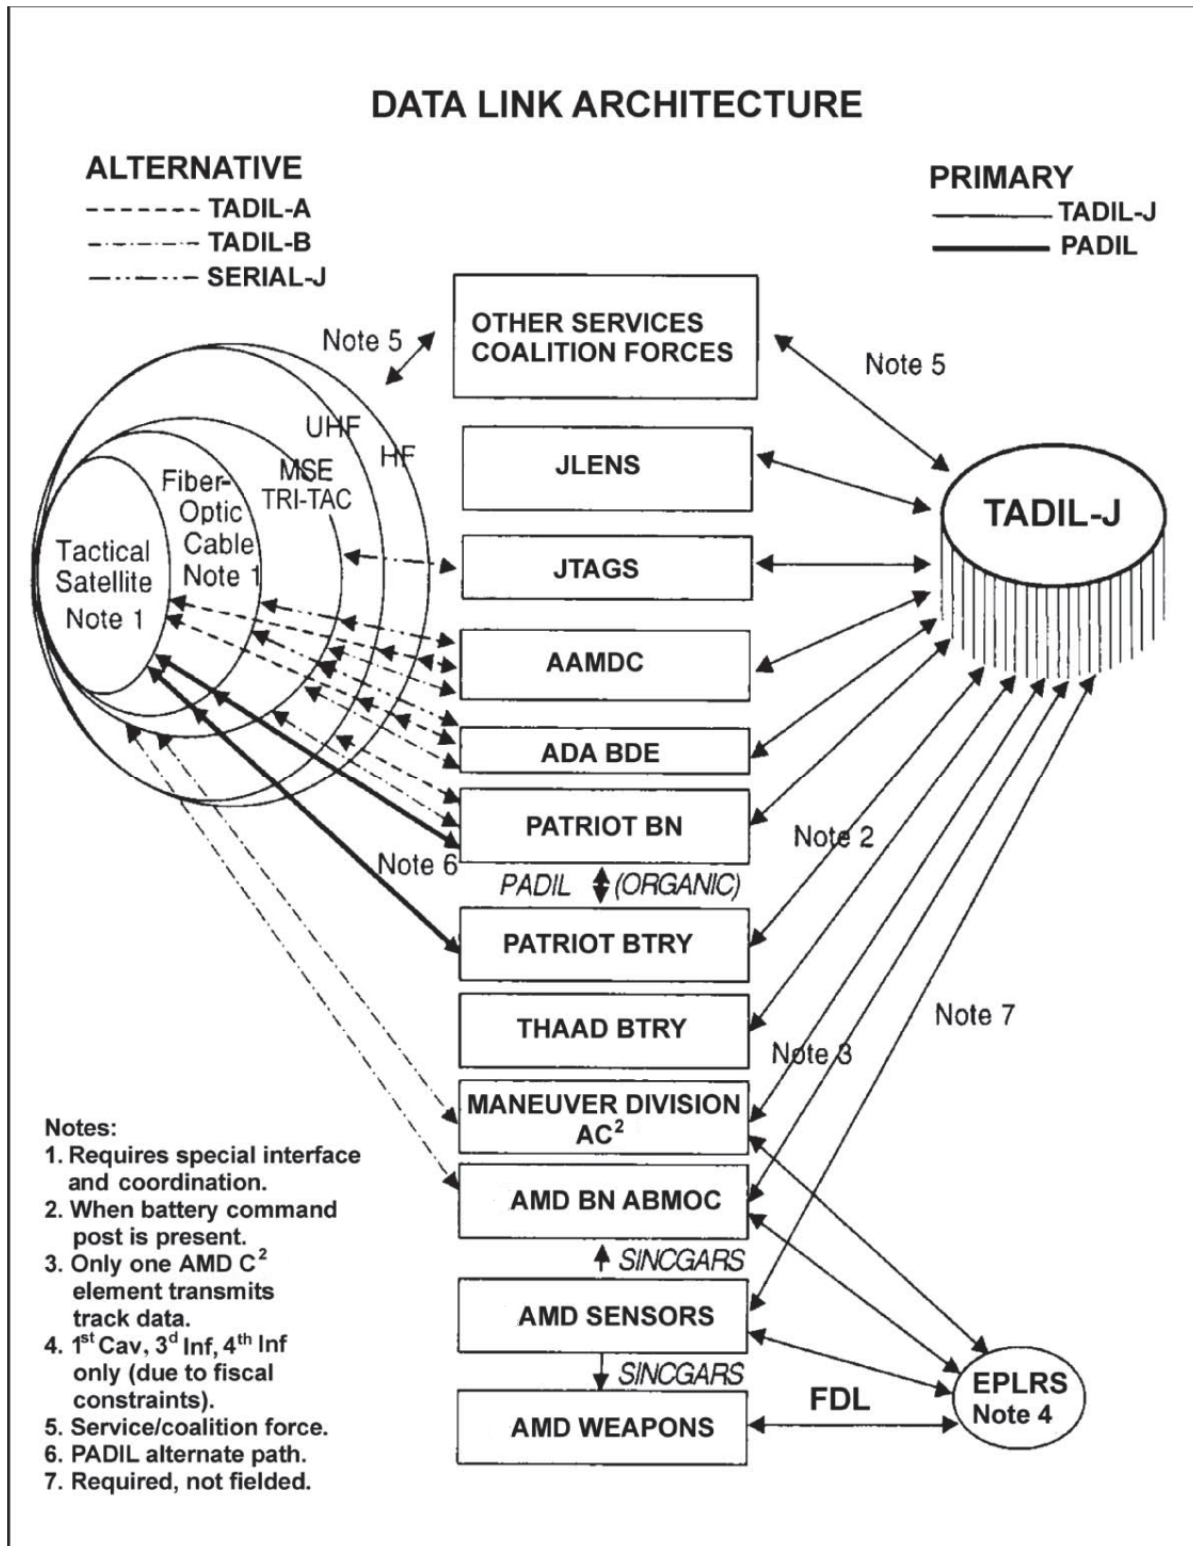 DATA LINK ARCHITECTURE
ALTERNATIVE
TADIL-A
TADIL-B
SERIAL-J
PRIMARY
TADIL-J
PADIL
OTHER SERVICES
COALITION FORCES
Note 5
Note 5
JLENS
UHF
HF
MSE
TRI-TAC
Fiber-
Optic
Cable
Note 1
Tactical
Satellite
Note 1
TADIL-J
JTAGS
AAMDC
ADA BDE
PATRIOT BN
Note 2
Note 6
PADIL (ORGANIC)
PATRIOT BTRY
THAAD BTRY
Note 7
Note 3
MANEUVER DIVISION
AC²
AMD BN ABMOC
SINCGARS
AMD SENSORS
SINCGARS
AMD WEAPONS
FDL
EPLRS
Note 4
Notes:
1. Requires special interface
and coordination.
2. When battery command
post is present.
3. Only one AMD C²
element transmits
track data.
4. 1st Cav, 3d Inf, 4th Inf
only (due to fiscal
constraints).
5. Service/coalition force.
6. PADIL alternate path.
7. Required, not fielded.